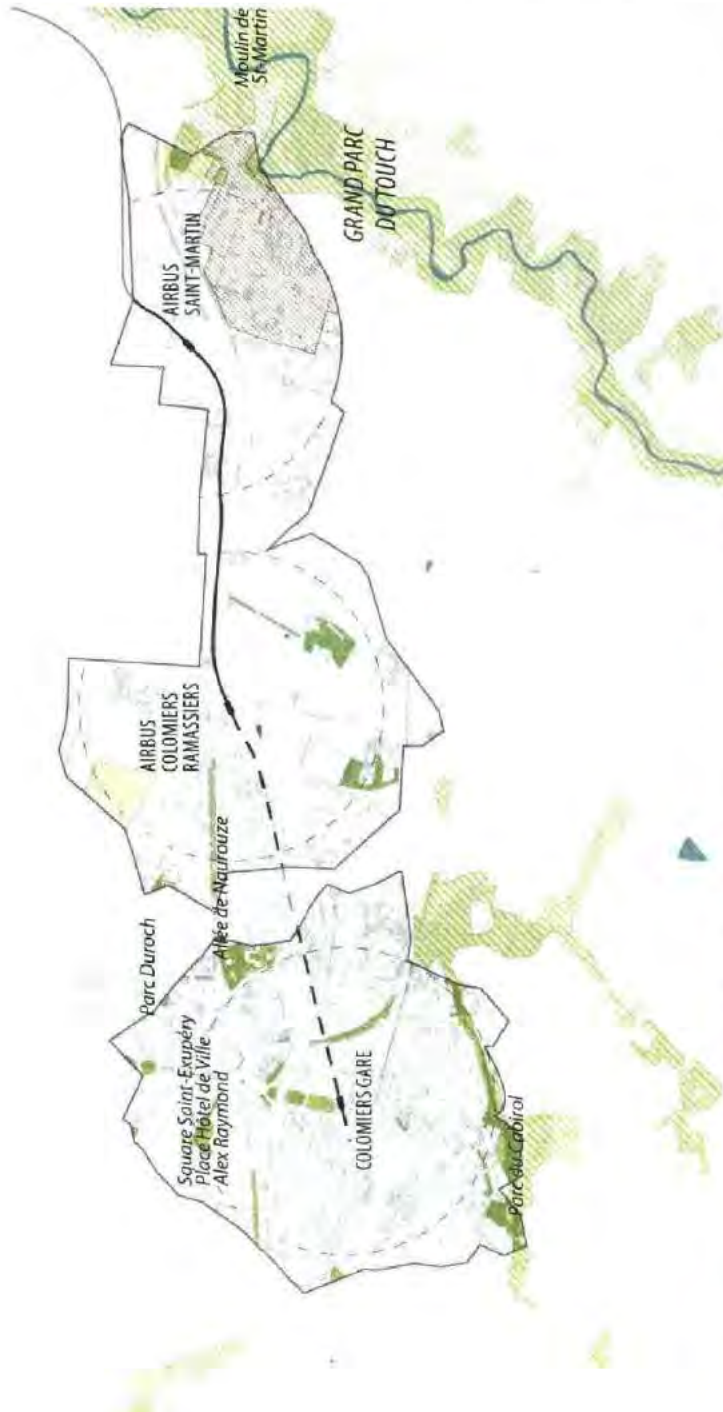 Moulin de
St-Martin
GRAND PARC
DU TOUCH
AIRBUS
SAINT-MARTIN
AIRBUS
COLOMIERS
RAMASSIERS
Allée de Naurouze
Parc Duroch
Square Saint-Exupéry
Place Hôtel de Ville
Alex Raymond
COLOMIERS GARE
Parc du Cabirol